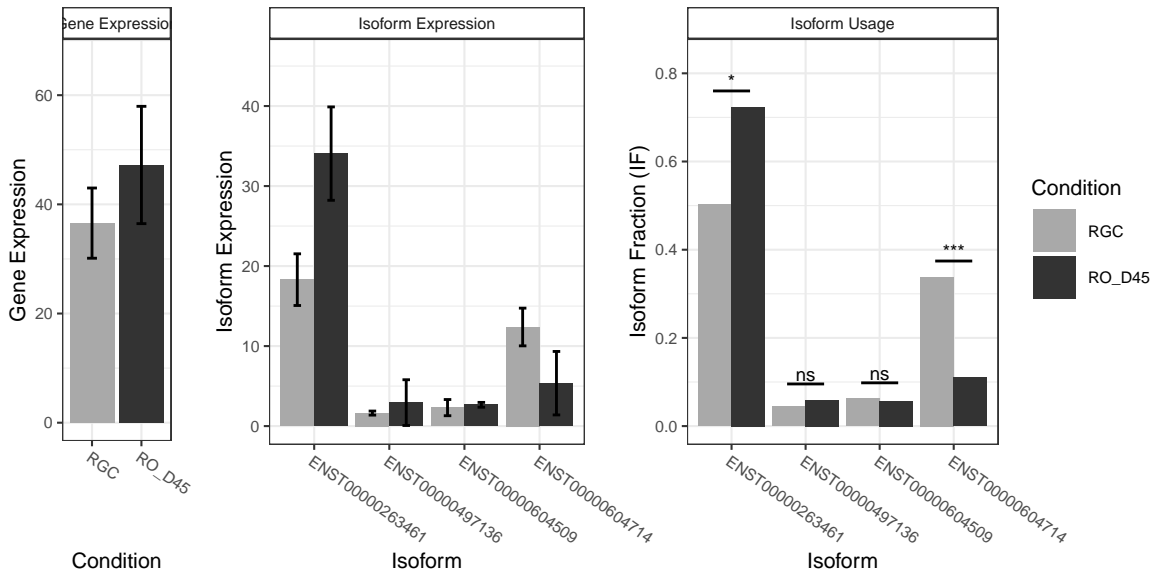 Gene Expression
Isoform Expression
Isoform Usage
Gene Expression
60
40
20
0
RGC
RO_D45
Condition
Isoform Expression
40
30
20
10
0
ENST00000263461
ENST00000497136
ENST00000604509
ENST00000604714
Isoform
Isoform Fraction (IF)
0.8
0.6
0.4
0.2
0.0
*
ns
ns
***
ENST00000263461
ENST00000497136
ENST00000604509
ENST00000604714
Isoform
Condition
RGC
RO_D45